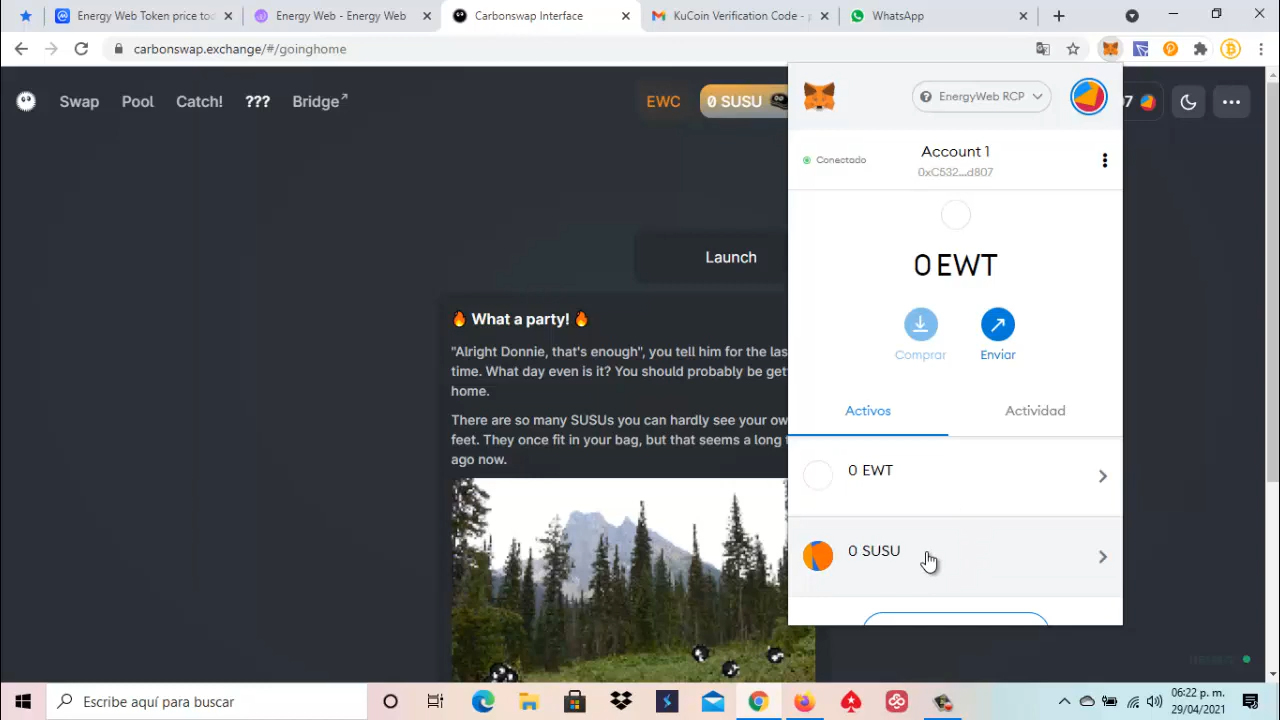 Energy Web Token price tod
Energy Web - Energy Web
Carbonswap Interface
KuCoin Verification Code -
WhatsApp
carbonswap.exchange/#/goinghome
Swap
Pool
Catch!
???
Bridge↗
EWC
0 SUSU
EnergyWeb RCP
Conectado
Account 1
0xC532...d807
0 EWT
Comprar
Enviar
Activos
Actividad
0 EWT
0 SUSU
Launch
🔥 What a party! 🔥
"Alright Donnie, that's enough", you tell him for the las
time. What day even is it? You should probably be get
home.
There are so many SUSUs you can hardly see your ow
feet. They once fit in your bag, but that seems a long
ago now.
Escribe aquí para buscar
06:22 p. m.
29/04/2021